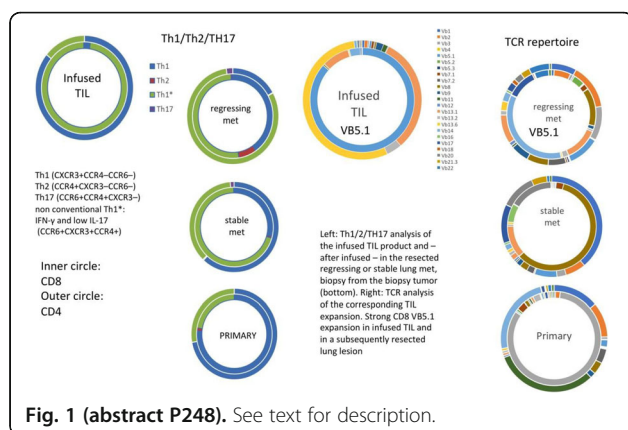 Th1/Th2/TH17
TCR repertoire
Infused
TIL
Th1
Th2
Th1*
Th17
regressing
met
stable
met
PRIMARY
Th1 (CXCR3+CCR4–CCR6–)
Th2 (CCR4+CXCR3–CCR6–)
Th17 (CCR6+CCR4+CXCR3–)
non conventional Th1*:
IFN-γ and low IL-17
(CCR6+CXCR3+CCR4+)
Inner circle:
CD8
Outer circle:
CD4
Infused
TIL
VB5.1
Vb1
Vb2
Vb3
Vb4
Vb5.1
Vb5.2
Vb5.3
Vb7.1
Vb7.2
Vb8
Vb9
Vb11
Vb12
Vb13.1
Vb13.2
Vb13.6
Vb14
Vb16
Vb17
Vb18
Vb20
Vb21.3
Vb22
Left: Th1/2/TH17 analysis of
the infused TIL product and –
after infused – in the resected
regressing or stable lung met,
biopsy from the biopsy tumor
(bottom). Right: TCR analysis
of the corresponding TIL
expansion. Strong CD8 VB5.1
expansion in infused TIL and
in a subsequently resected
lung lesion
regressing
met
VB5.1
stable
met
Primary
Fig. 1 (abstract P248). See text for description.